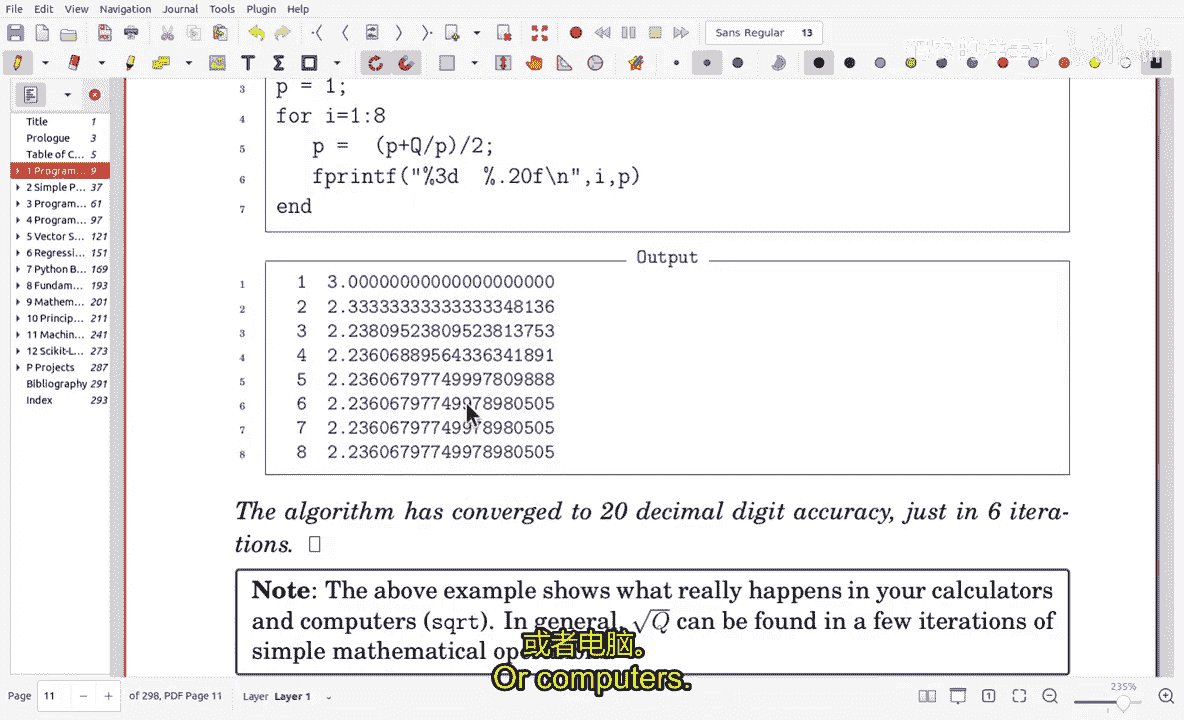 File Edit View Navigation Journal Tools Plugin Help
Sans Regular 13
Title 1
Prologue 3
Table of C... 5
1 Program... 9
2 Simple P... 37
3 Program... 61
4 Program... 97
5 Vector S... 121
6 Regressi... 151
7 Python B... 169
8 Fundam... 193
9 Mathem... 201
10 Princip... 211
11 Machin... 241
12 Scikit-L... 273
P Projects 287
Bibliography 291
Index 293
3 p = 1;
4 for i=1:8
5 p = (p+Q/p)/2;
6 fprintf("%3d %.20f\n",i,p)
7 end
Output
1 1 3.00000000000000000000
2 2 2.33333333333333348136
3 3 2.23809523809523813753
4 4 2.23606889564336341891
5 5 2.23606797749997809888
6 6 2.23606797749978980505
7 7 2.23606797749978980505
8 8 2.23606797749978980505
The algorithm has converged to 20 decimal digit accuracy, just in 6 itera-
tions. □
Note: The above example shows what really happens in your calculators
and computers (sqrt). In general, √Q can be found in a few iterations of
simple mathematical
或者电脑。
Or computers.
Page 11 of 298, PDF Page 11 Layer Layer 1
235%